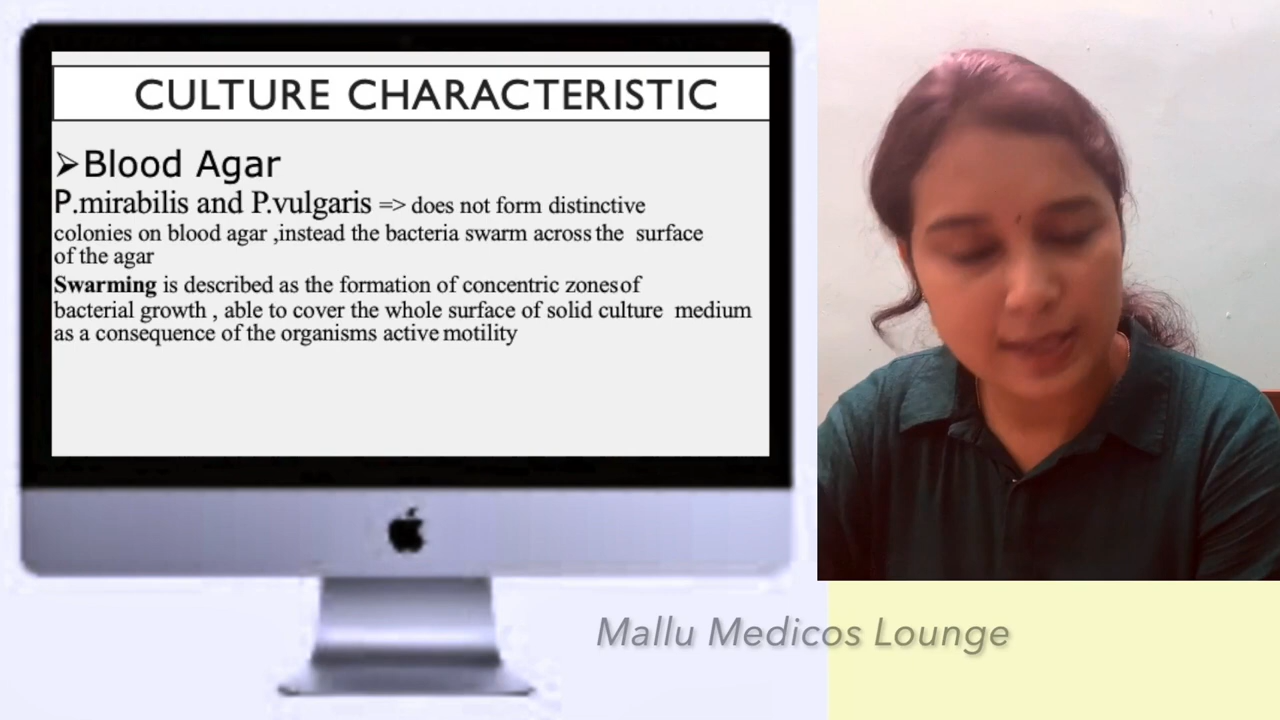 CULTURE CHARACTERISTIC
➢Blood Agar
P.mirabilis and P.vulgaris => does not form distinctive
colonies on blood agar ,instead the bacteria swarm across the surface
of the agar
Swarming is described as the formation of concentric zones of
bacterial growth , able to cover the whole surface of solid culture medium
as a consequence of the organisms active motility
Mallu Medicos Lounge